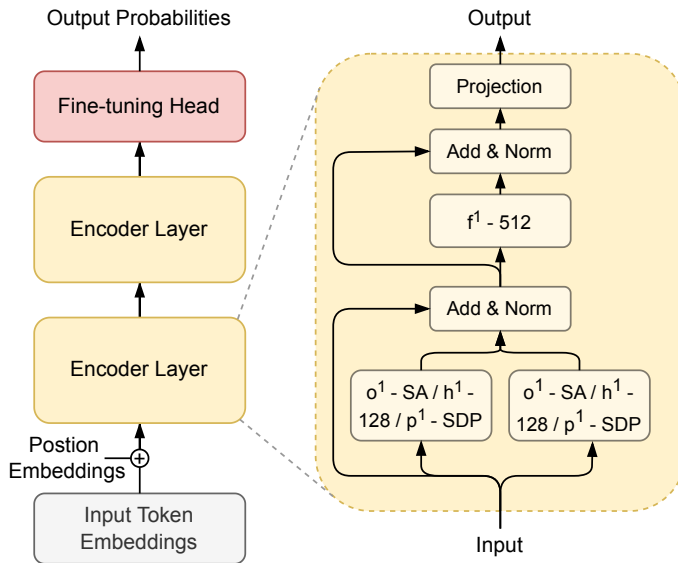 Output Probabilities
Fine-tuning Head
Encoder Layer
Encoder Layer
Postion
Embeddings
Input Token
Embeddings
Output
Projection
Add & Norm
f¹ - 512
Add & Norm
o¹ - SA / h¹ -
128 / p¹ - SDP
o¹ - SA / h¹ -
128 / p¹ - SDP
Input